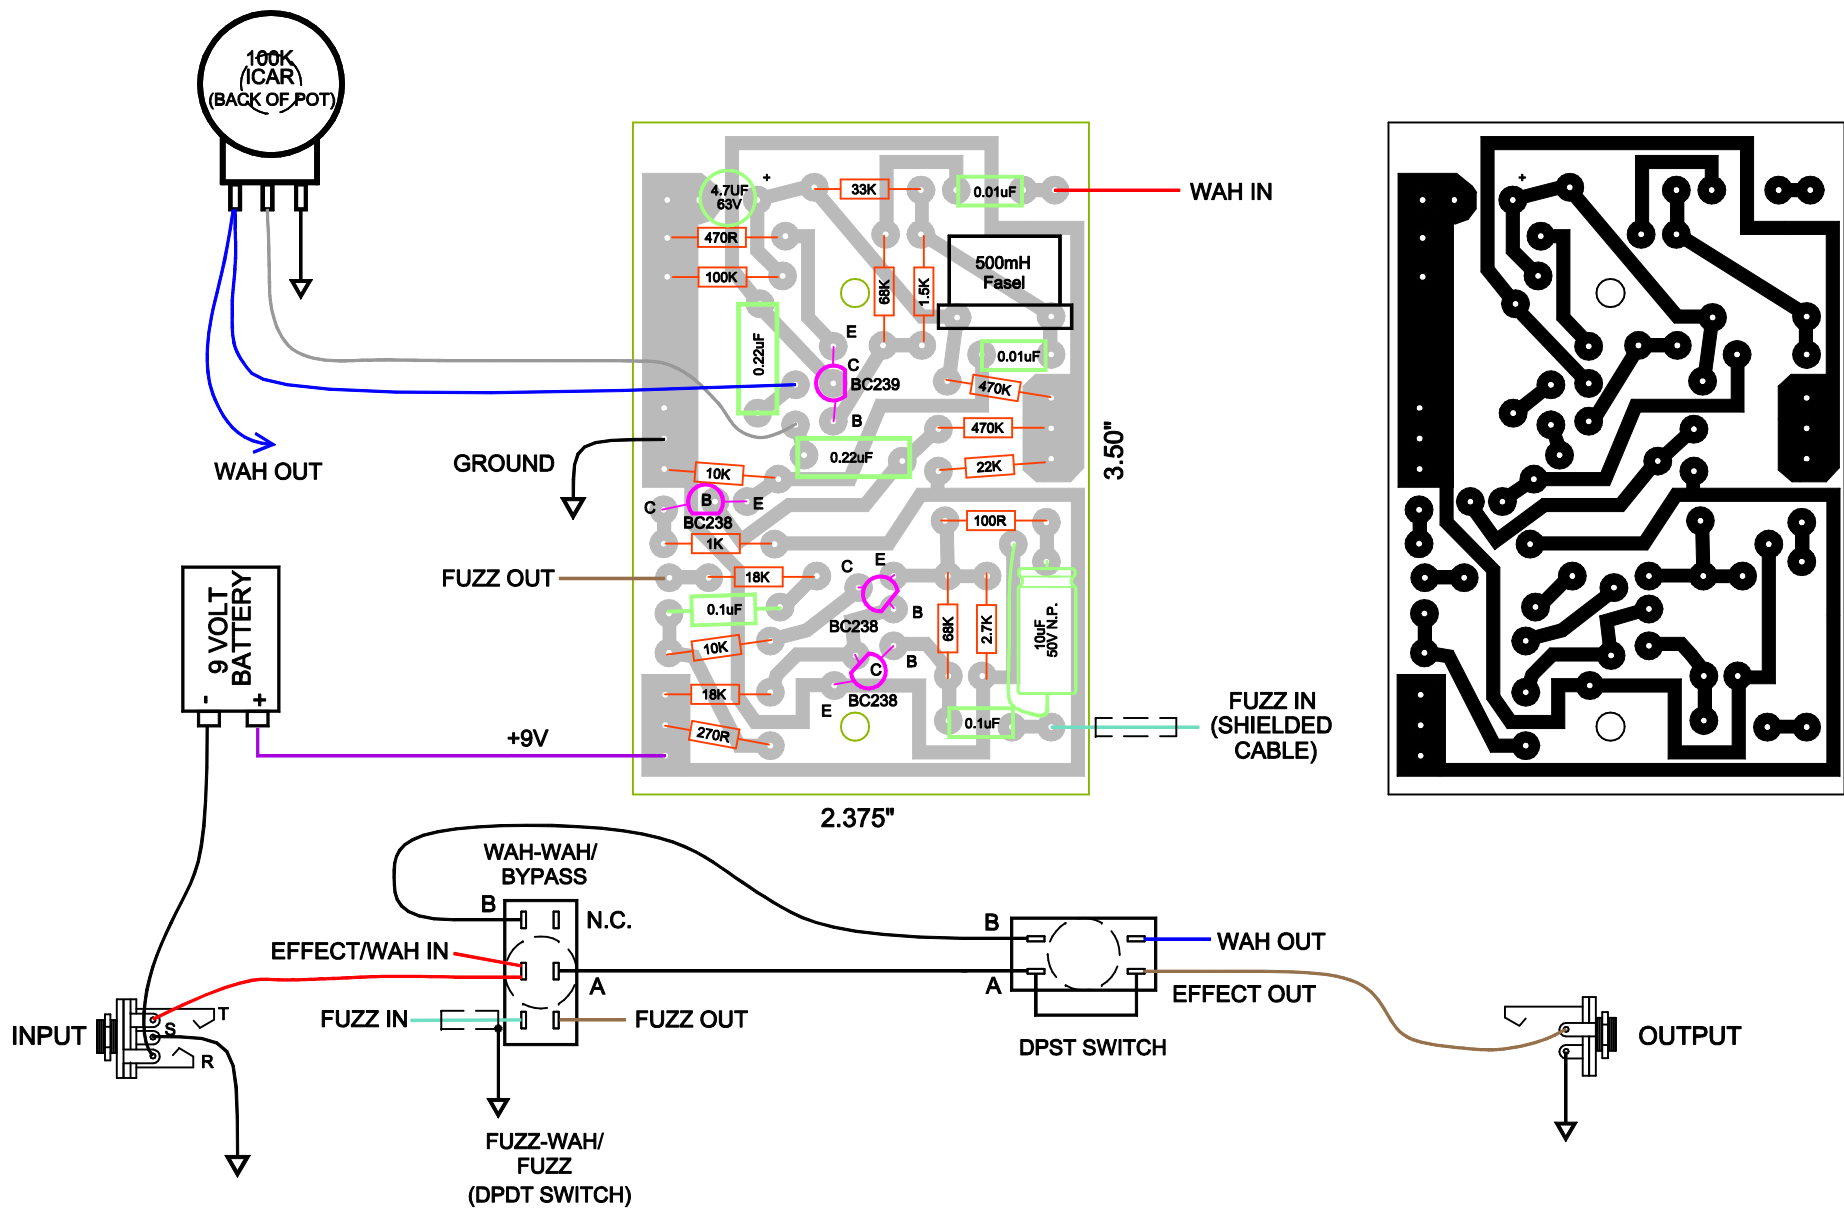 100K
ICAR
(BACK OF POT)
WAH OUT
GROUND
4.7UF
63V
+
33K
0.01uF
WAH IN
470R
100K
68K
1.5K
500mH
Fasel
0.22uF
E
C
BC239
B
0.01uF
470K
470K
0.22uF
22K
10K
C
B
E
BC238
1K
100R
FUZZ OUT
18K
C
E
0.1uF
B
BC238
68K
2.7K
10uF
50V N.P.
10K
B
C
18K
BC238
E
0.1uF
270R
FUZZ IN
(SHIELDED
CABLE)
+9V
9 VOLT
BATTERY
-
+
3.50"
2.375"
+
WAH-WAH/
BYPASS
B
N.C.
EFFECT/WAH IN
A
FUZZ IN
FUZZ OUT
FUZZ-WAH/
FUZZ
(DPDT SWITCH)
B
WAH OUT
A
EFFECT OUT
DPST SWITCH
INPUT
T
S
R
OUTPUT